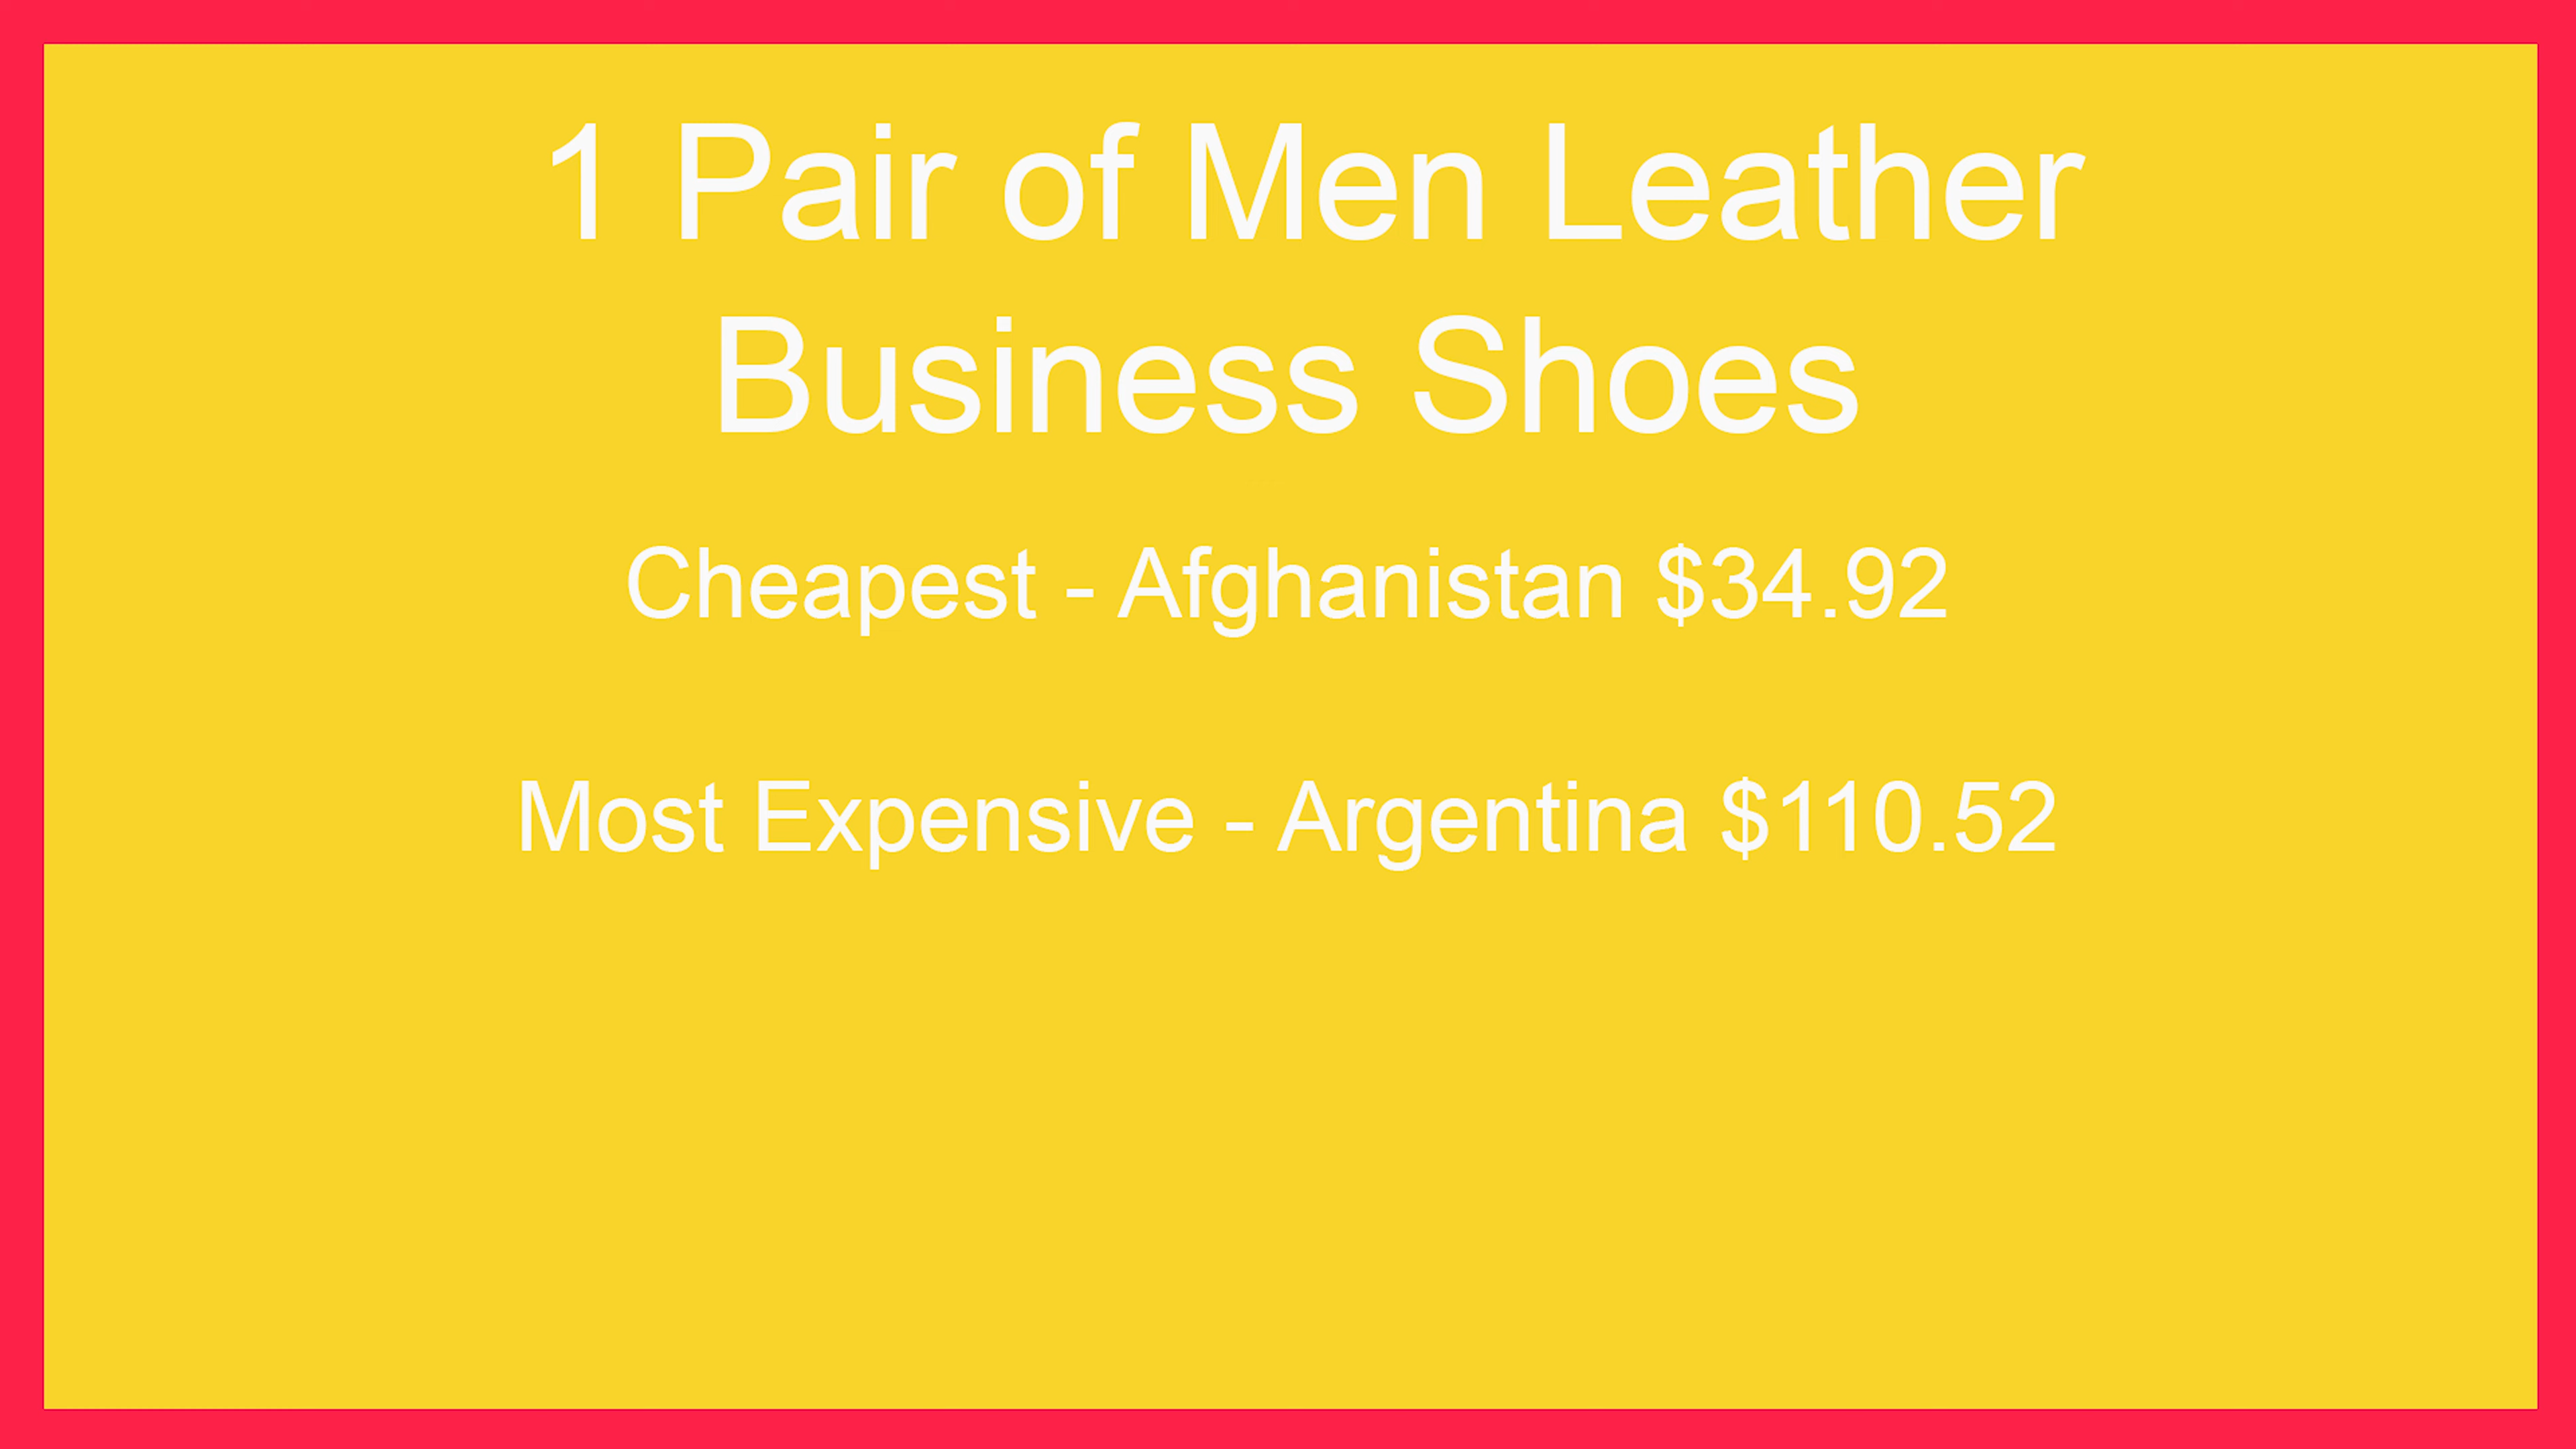 1 Pair of Men Leather
Business Shoes
Cheapest - Afghanistan $34.92
Most Expensive - Argentina $110.52